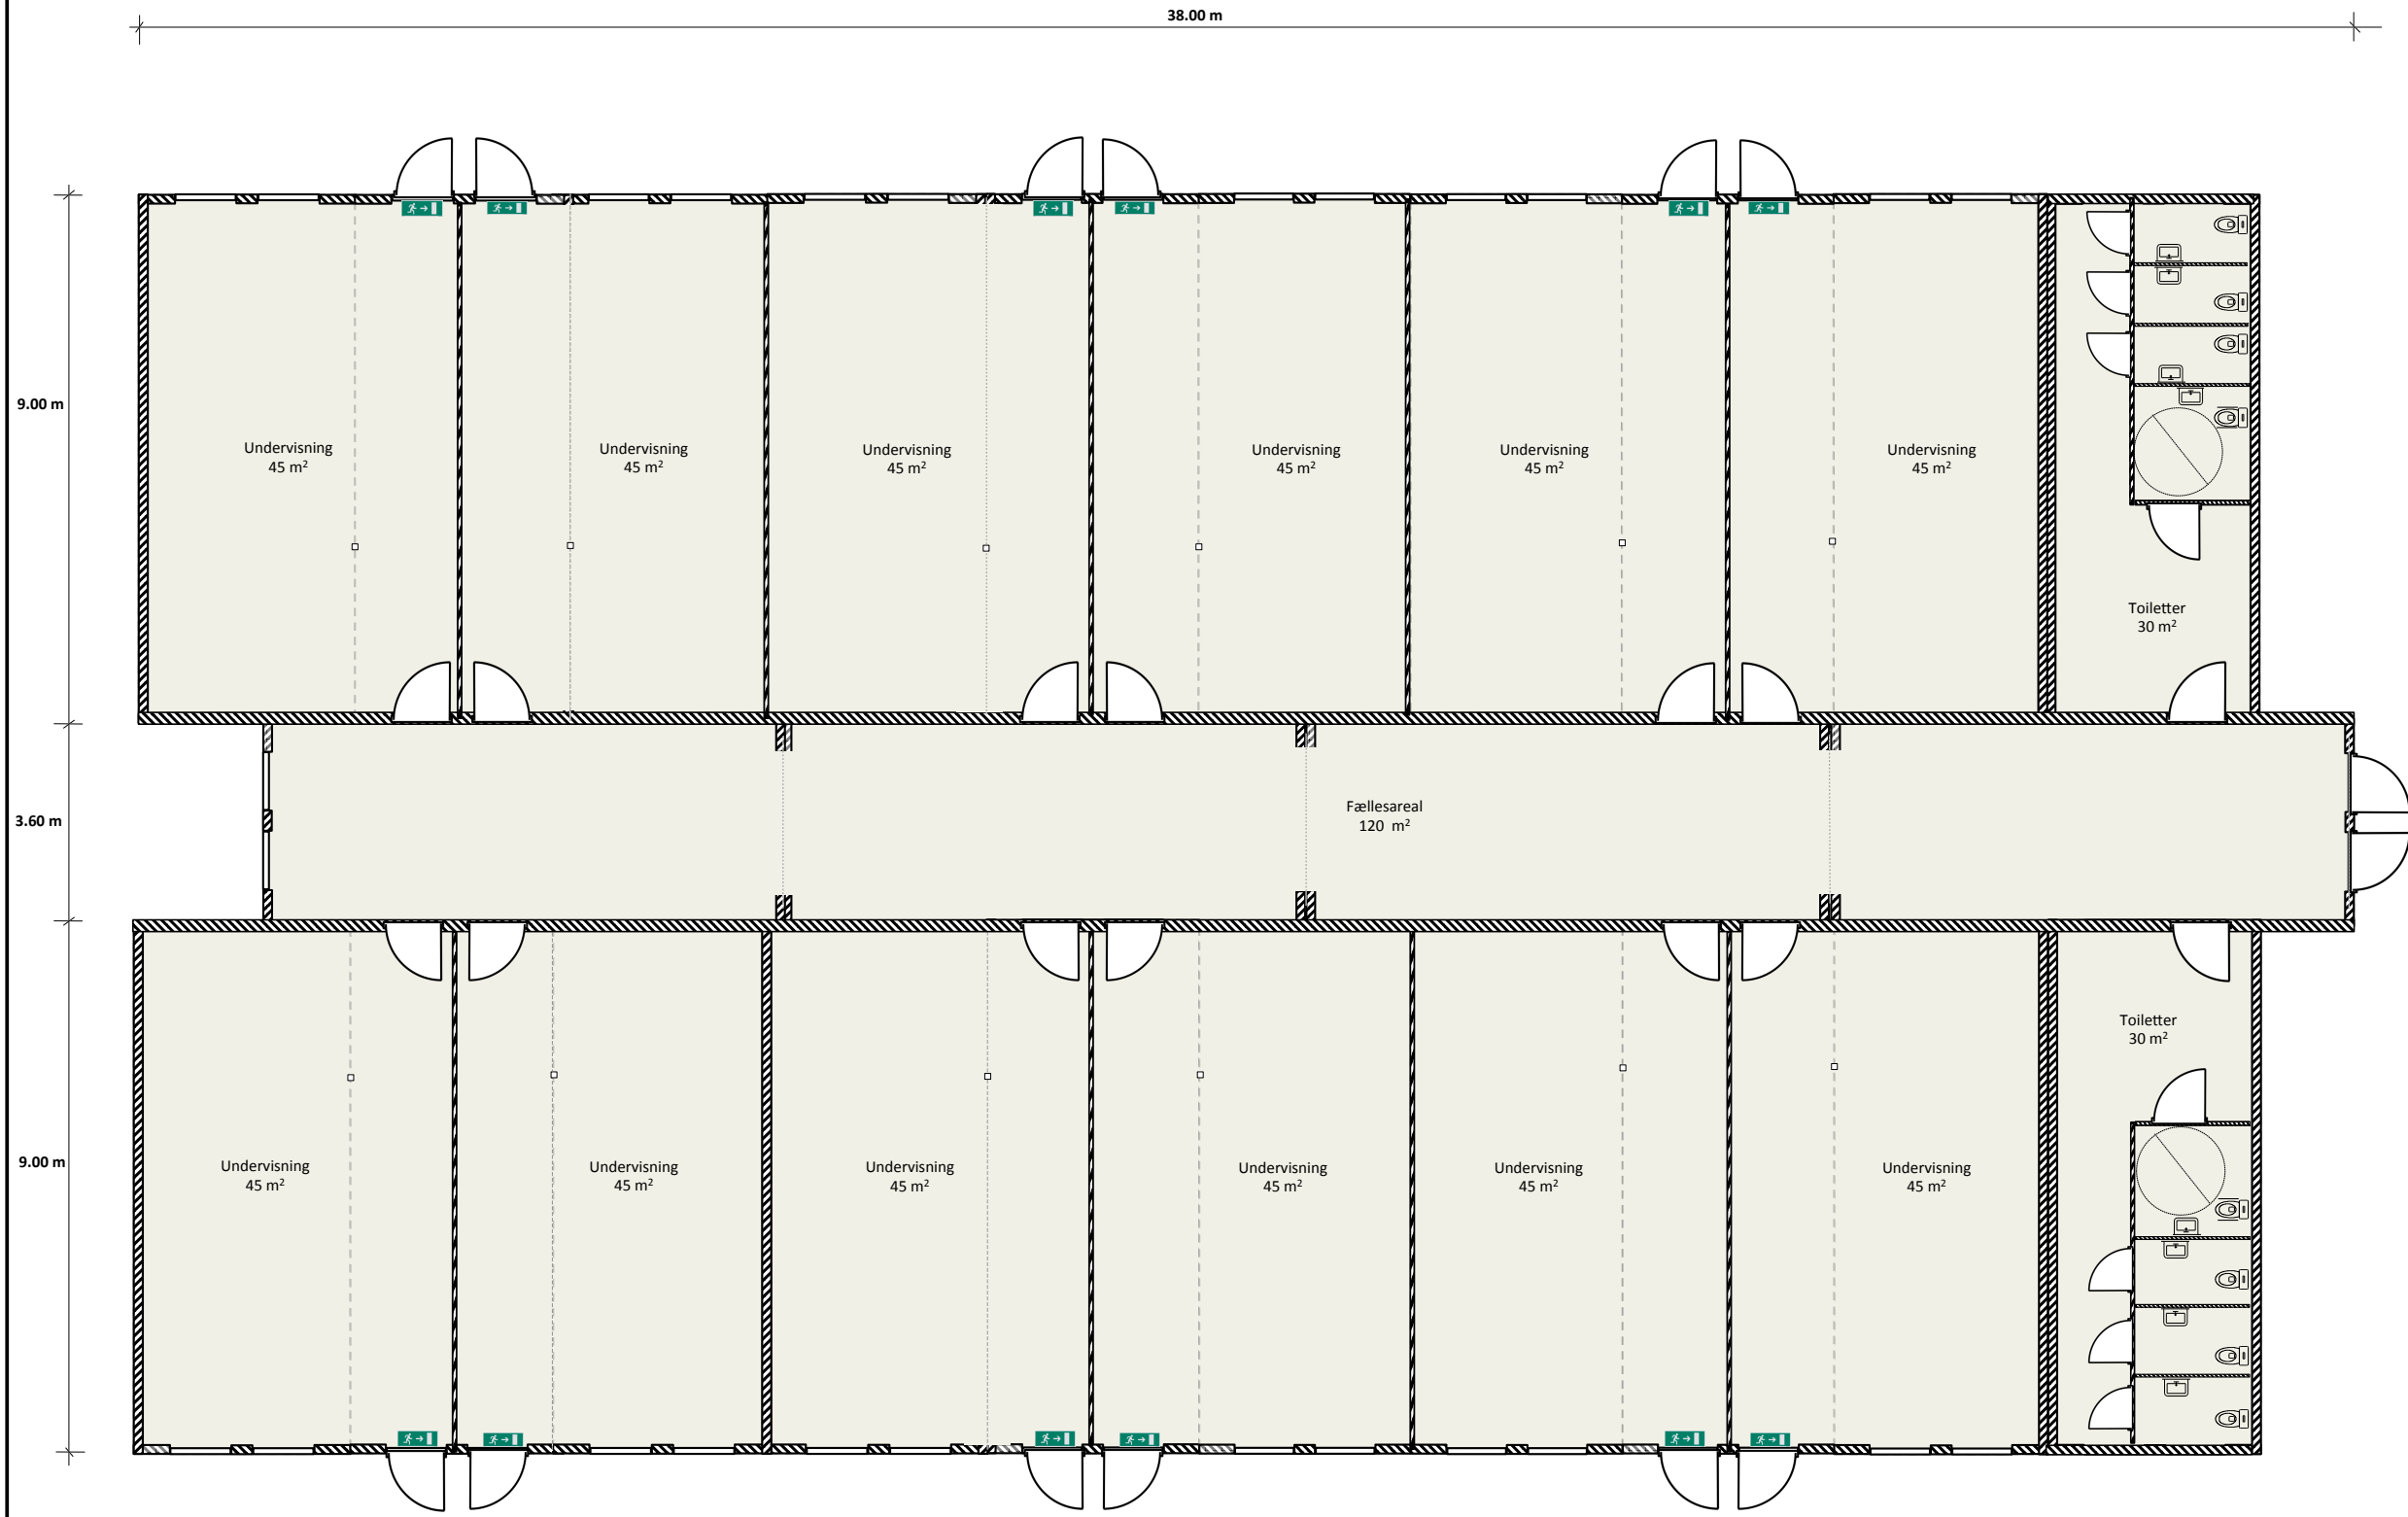 38.00 m
9.00 m
Undervisning
45 m²
Undervisning
45 m²
Undervisning
45 m²
Undervisning
45 m²
Undervisning
45 m²
Undervisning
45 m²
Toiletter
30 m²
3.60 m
Fællesareal
120 m²
9.00 m
Toiletter
30 m²
Undervisning
45 m²
Undervisning
45 m²
Undervisning
45 m²
Undervisning
45 m²
Undervisning
45 m²
Undervisning
45 m²